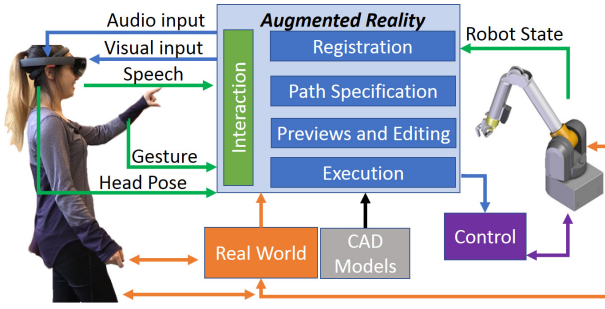 Audio input
Augmented Reality
Visual input
Registration
Robot State
Speech
Path Specification
Interaction
Previews and Editing
Gesture
Execution
Head Pose
Real World
CAD
Models
Control